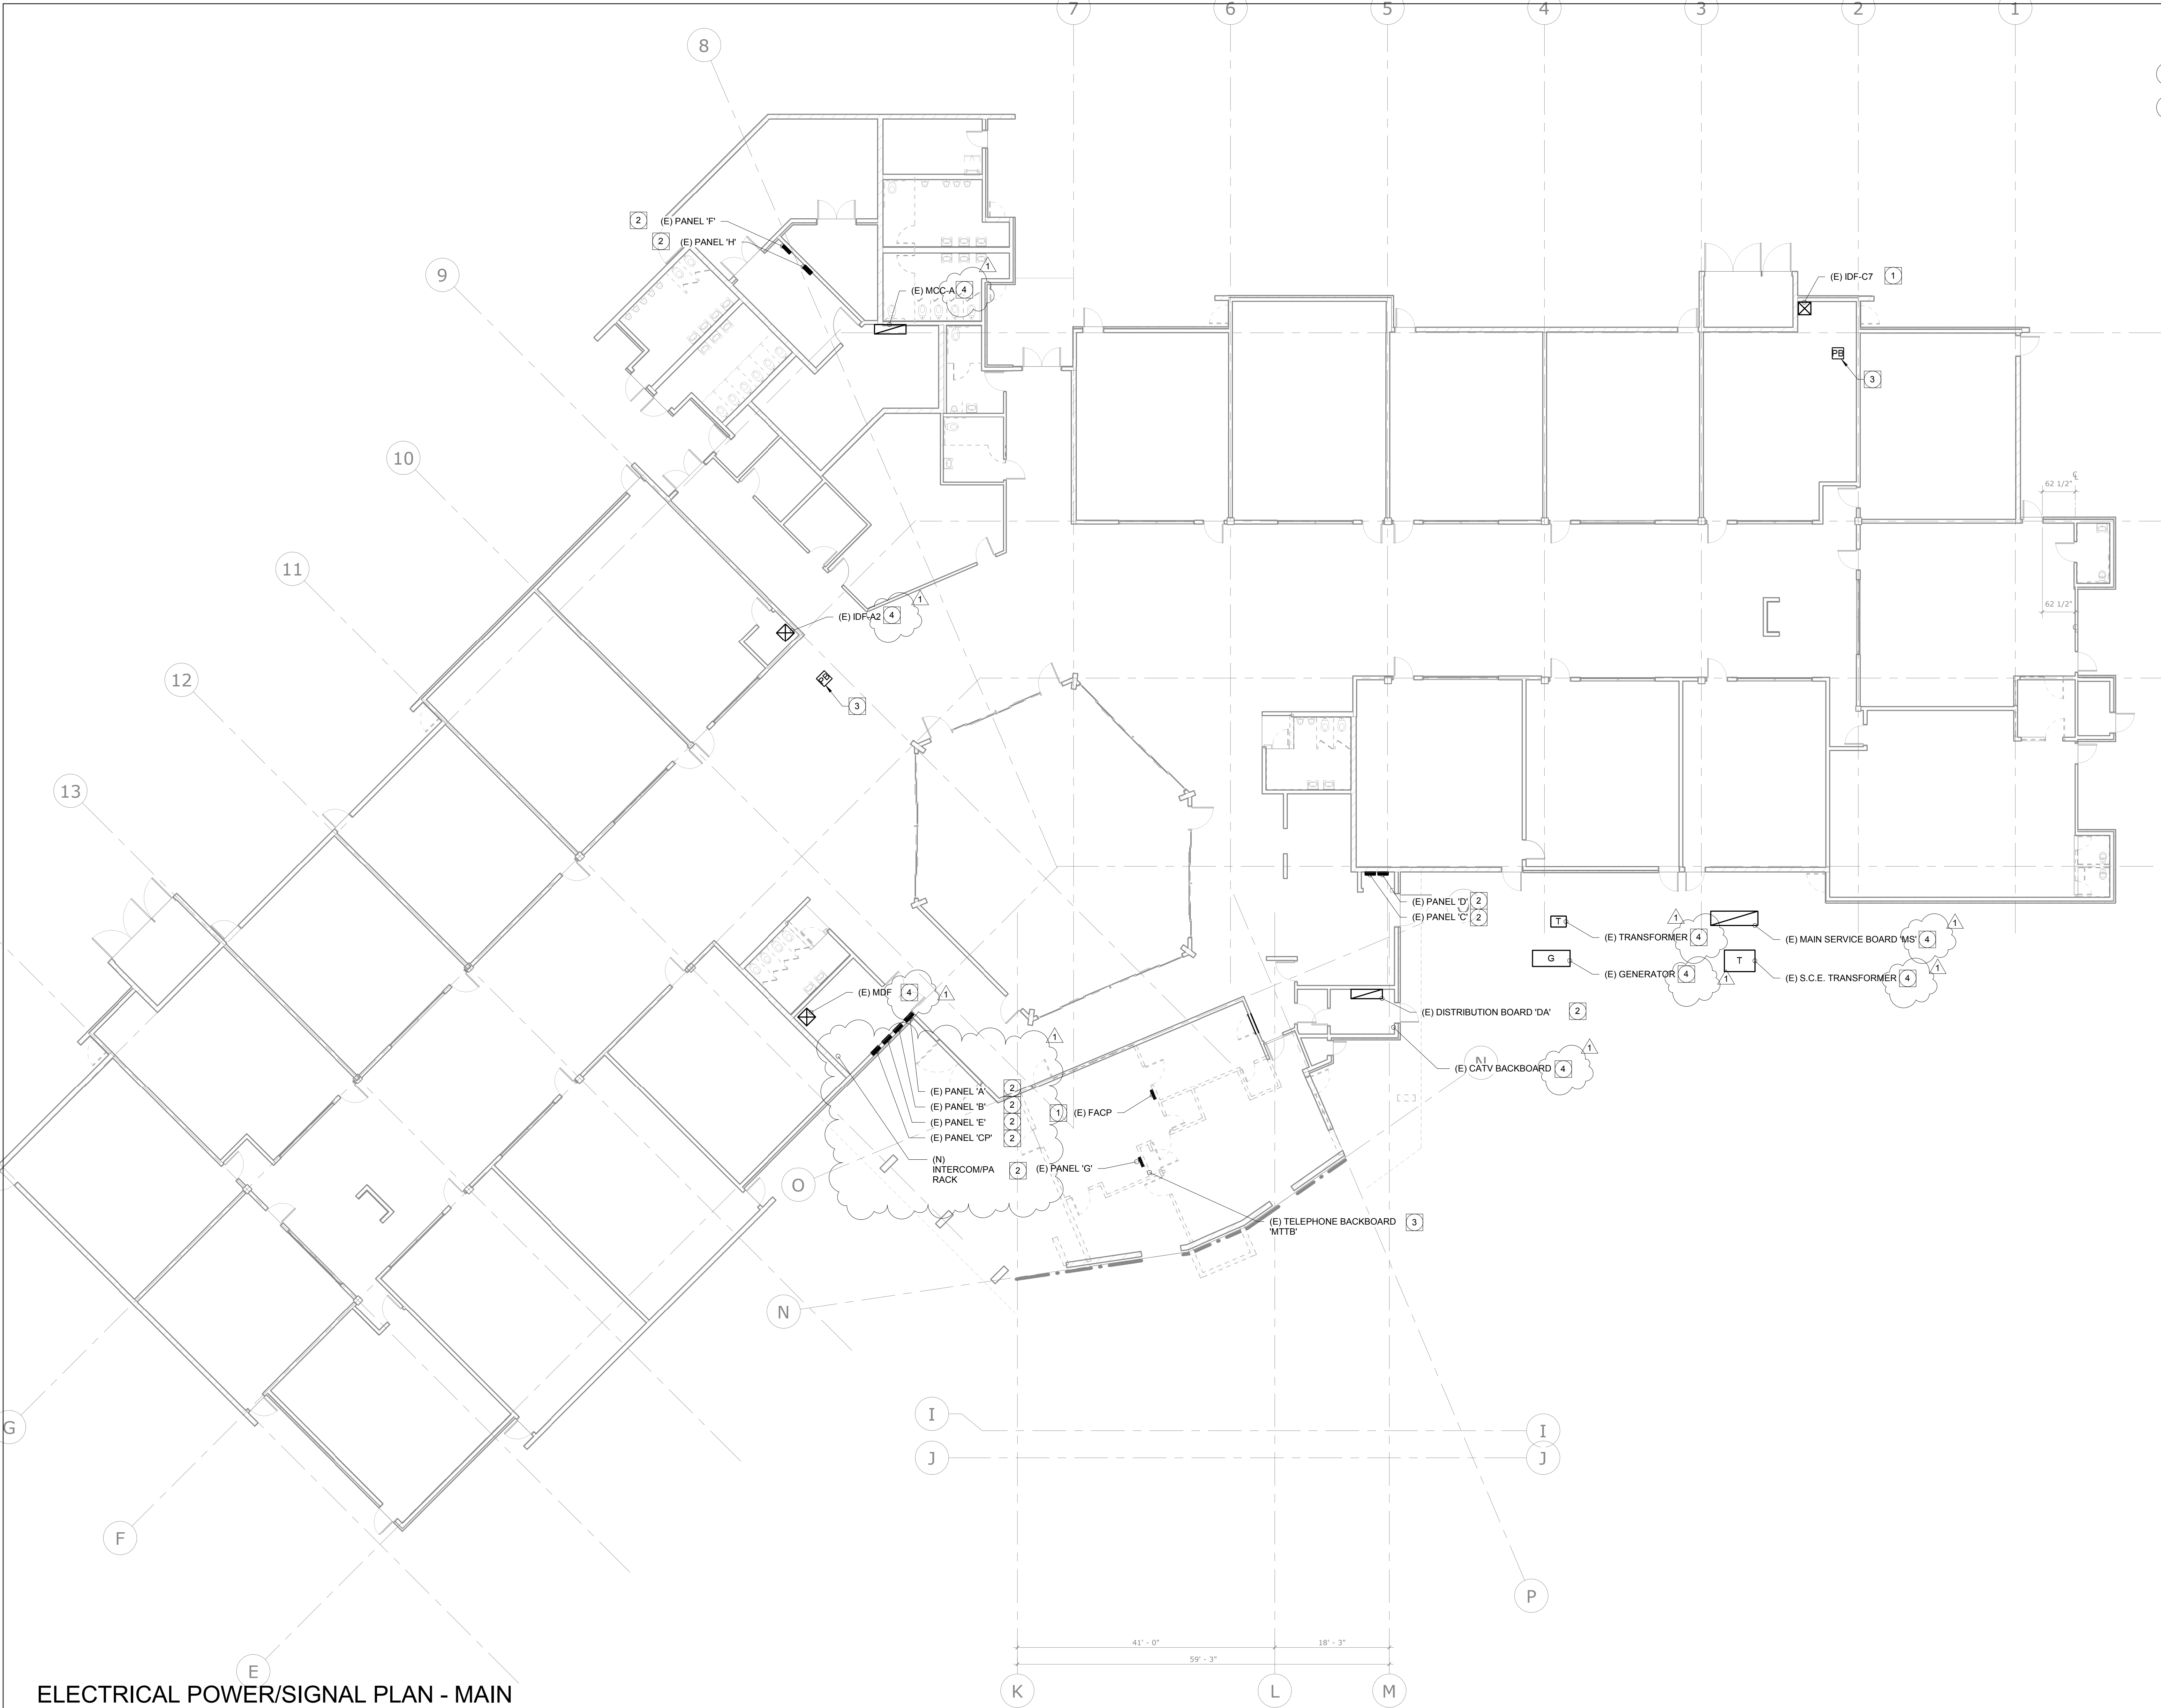 7
6
5
4
3
2
1
8
2 (E) PANEL 'F'
2 (E) PANEL 'H'
9
(E) MCC-A 4
1
(E) IDF-C7 1
PB
3
10
62 1/2"
11
1
(E) IDF-A2 4
62 1/2"
12
PB
3
13
(E) PANEL 'D' 2
(E) PANEL 'C' 2
T
(E) TRANSFORMER 4
1
(E) MAIN SERVICE BOARD 'MS' 4
1
G
(E) GENERATOR 4
1
T
(E) S.C.E. TRANSFORMER 4
1
(E) MDF 4
1
(E) DISTRIBUTION BOARD 'DA' 2
1
(E) CATV BACKBOARD 4
1
N
(E) PANEL 'A' 2
(E) PANEL 'B' 2
(E) PANEL 'E' 2
(E) PANEL 'CP' 2
1 (E) FACP
(N)
INTERCOM/PA
RACK
2
(E) PANEL 'G'
O
(E) TELEPHONE BACKBOARD
'MTTB'
3
N
G
I
I
J
J
F
P
E
41' - 0"
18' - 3"
59' - 3"
K
L
M
ELECTRICAL POWER/SIGNAL PLAN - MAIN